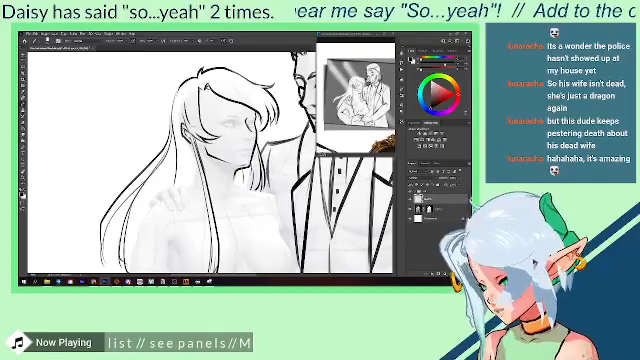 Daisy has said "so...yeah" 2 times.
ear me say "So...yeah"! // Add to the c
lunaracha its a wonder the police
hasn't showed up at
my house yet
lunaracha So his wife isn't dead,
she's just a dragon
again
lunaracha but this dude keeps
pestering death about
his dead wife
lunaracha hahahaha, it's amazing
Now Playing
list // see panels//M